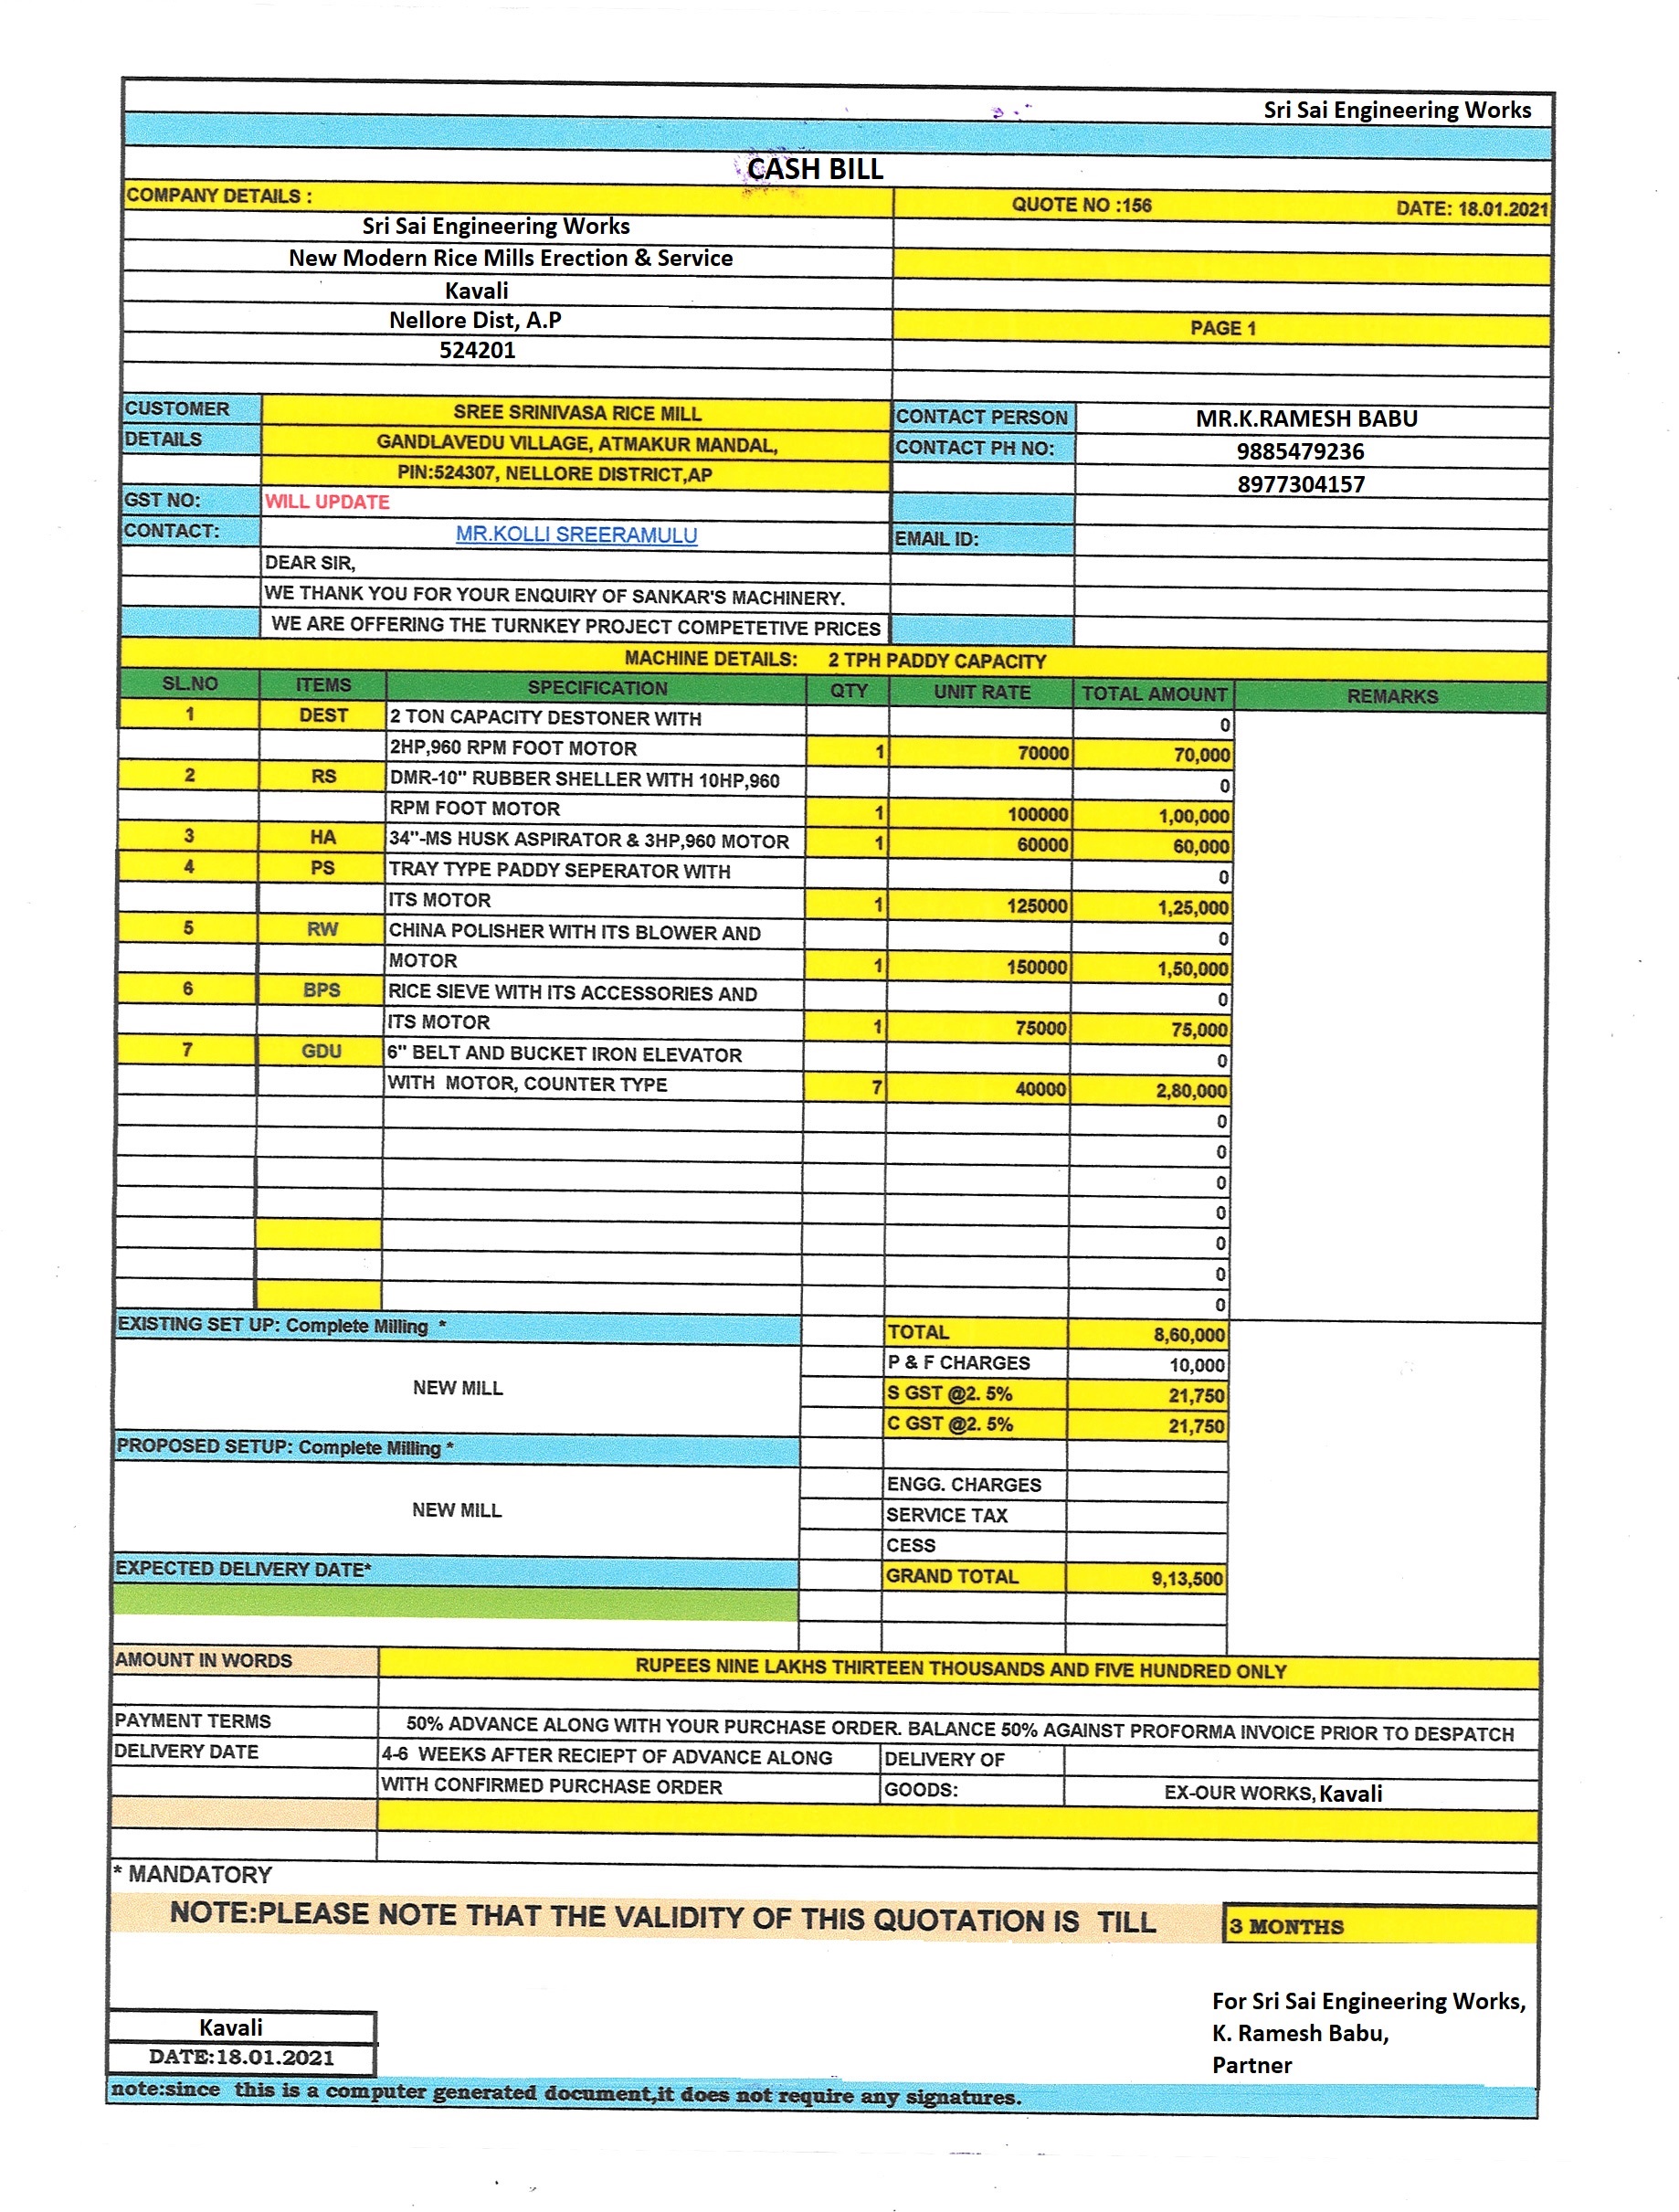 Sri Sai Engineering Works
CASH BILL
COMPANY DETAILS : QUOTE NO :156 DATE: 18.01.2021
Sri Sai Engineering Works
New Modern Rice Mills Erection & Service
Kavali
Nellore Dist, A.P
PAGE 1
524201
CUSTOMER SREE SRINIVASA RICE MILL CONTACT PERSON MR.K.RAMESH BABU
DETAILS GANDLAVEDU VILLAGE, ATMAKUR MANDAL, CONTACT PH NO: 9885479236
PIN:524307, NELLORE DISTRICT,AP 8977304157
GST NO: WILL UPDATE
CONTACT: MR.KOLLI SREERAMULU EMAIL ID:
DEAR SIR,
WE THANK YOU FOR YOUR ENQUIRY OF SANKAR'S MACHINERY.
WE ARE OFFERING THE TURNKEY PROJECT COMPETETIVE PRICES
MACHINE DETAILS: 2 TPH PADDY CAPACITY
SL.NO ITEMS SPECIFICATION QTY UNIT RATE TOTAL AMOUNT REMARKS
1 DEST 2 TON CAPACITY DESTONER WITH 0
2HP,960 RPM FOOT MOTOR 1 70000 70,000
2 RS DMR-10" RUBBER SHELLER WITH 10HP,960 0
RPM FOOT MOTOR 1 100000 1,00,000
3 HA 34"-MS HUSK ASPIRATOR & 3HP,960 MOTOR 1 60000 60,000
4 PS TRAY TYPE PADDY SEPERATOR WITH 0
ITS MOTOR 1 125000 1,25,000
5 RW CHINA POLISHER WITH ITS BLOWER AND 0
MOTOR 1 150000 1,50,000
6 BPS RICE SIEVE WITH ITS ACCESSORIES AND 0
ITS MOTOR 1 75000 75,000
7 GDU 6" BELT AND BUCKET IRON ELEVATOR 0
WITH MOTOR, COUNTER TYPE 7 40000 2,80,000
0
0
0
0
0
0
0
EXISTING SET UP: Complete Milling * TOTAL 8,60,000
P & F CHARGES 10,000
NEW MILL S GST @2. 5% 21,750
C GST @2. 5% 21,750
PROPOSED SETUP: Complete Milling *
ENGG. CHARGES
NEW MILL SERVICE TAX
CESS
EXPECTED DELIVERY DATE* GRAND TOTAL 9,13,500
AMOUNT IN WORDS RUPEES NINE LAKHS THIRTEEN THOUSANDS AND FIVE HUNDRED ONLY
PAYMENT TERMS 50% ADVANCE ALONG WITH YOUR PURCHASE ORDER. BALANCE 50% AGAINST PROFORMA INVOICE PRIOR TO DESPATCH
DELIVERY DATE 4-6 WEEKS AFTER RECIEPT OF ADVANCE ALONG DELIVERY OF
WITH CONFIRMED PURCHASE ORDER GOODS: EX-OUR WORKS, Kavali
* MANDATORY
NOTE:PLEASE NOTE THAT THE VALIDITY OF THIS QUOTATION IS TILL 3 MONTHS
For Sri Sai Engineering Works,
Kavali
K. Ramesh Babu,
DATE:18.01.2021
Partner
note:since this is a computer generated document,it does not require any signatures.